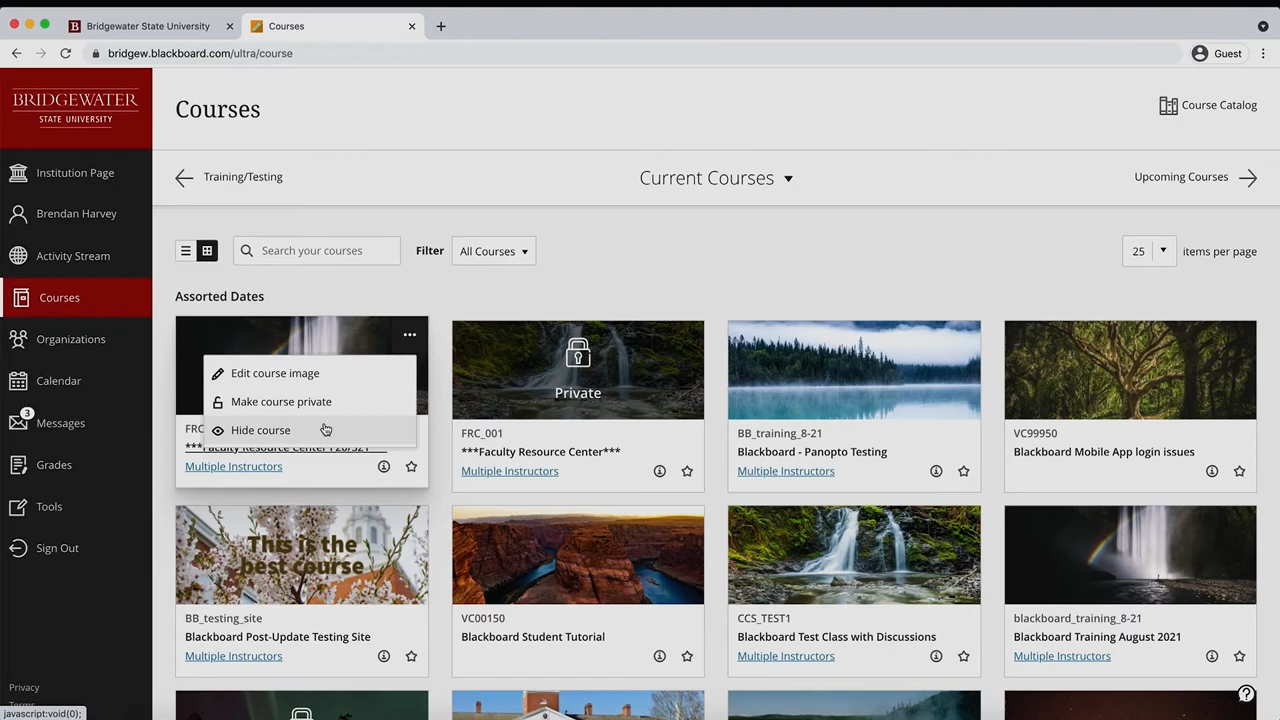 Bridgewater State University
Courses
bridgew.blackboard.com/ultra/course
Guest
BRIDGEWATER
STATE UNIVERSITY
Courses
Course Catalog
Training/Testing
Current Courses
Upcoming Courses
Institution Page
Brendan Harvey
Activity Stream
Courses
Organizations
Calendar
3
Messages
Grades
Tools
Sign Out
Privacy
Terms
javascript:void(0);
Search your courses
Filter
All Courses
25
items per page
Assorted Dates
Edit course image
Make course private
Hide course
FRC
***Faculty Resource Center F20/S21
Multiple Instructors
Private
FRC_001
***Faculty Resource Center***
Multiple Instructors
BB_training_8-21
Blackboard - Panopto Testing
Multiple Instructors
VC99950
Blackboard Mobile App login issues
This is the
best course
BB_testing_site
Blackboard Post-Update Testing Site
Multiple Instructors
VC00150
Blackboard Student Tutorial
CCS_TEST1
Blackboard Test Class with Discussions
Multiple Instructors
blackboard_training_8-21
Blackboard Training August 2021
Multiple Instructors